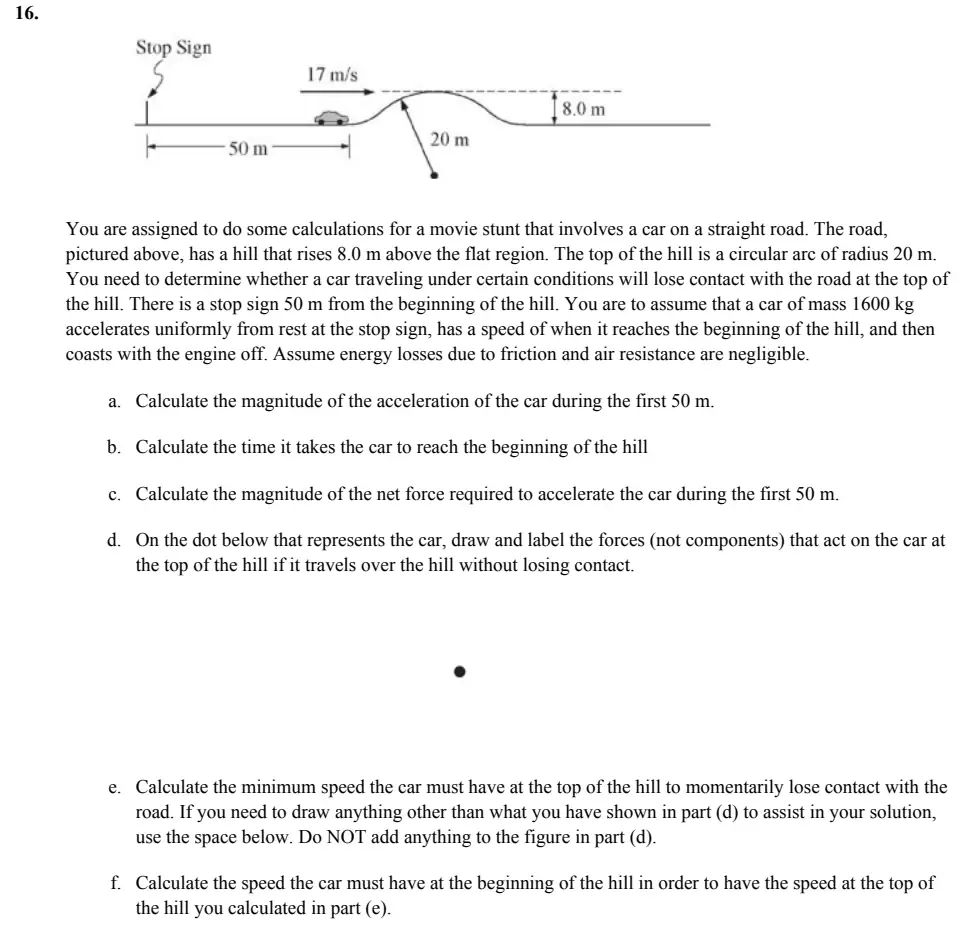 16.
Stop Sign
17 m/s
8.0 m
20 m
50 m
You are assigned to do some calculations for a movie stunt that involves a car on a straight road. The road,
pictured above, has a hill that rises 8.0 m above the flat region. The top of the hill is a circular arc of radius 20 m.
You need to determine whether a car traveling under certain conditions will lose contact with the road at the top of
the hill. There is a stop sign 50 m from the beginning of the hill. You are to assume that a car of mass 1600 kg
accelerates uniformly from rest at the stop sign, has a speed of when it reaches the beginning of the hill, and then
coasts with the engine off. Assume energy losses due to friction and air resistance are negligible.
a. Calculate the magnitude of the acceleration of the car during the first 50 m.
b. Calculate the time it takes the car to reach the beginning of the hill
c. Calculate the magnitude of the net force required to accelerate the car during the first 50 m.
d. On the dot below that represents the car, draw and label the forces (not components) that act on the car at
the top of the hill if it travels over the hill without losing contact.
e. Calculate the minimum speed the car must have at the top of the hill to momentarily lose contact with the
road. If you need to draw anything other than what you have shown in part (d) to assist in your solution,
use the space below. Do NOT add anything to the figure in part (d).
f. Calculate the speed the car must have at the beginning of the hill in order to have the speed at the top of
the hill you calculated in part (e).